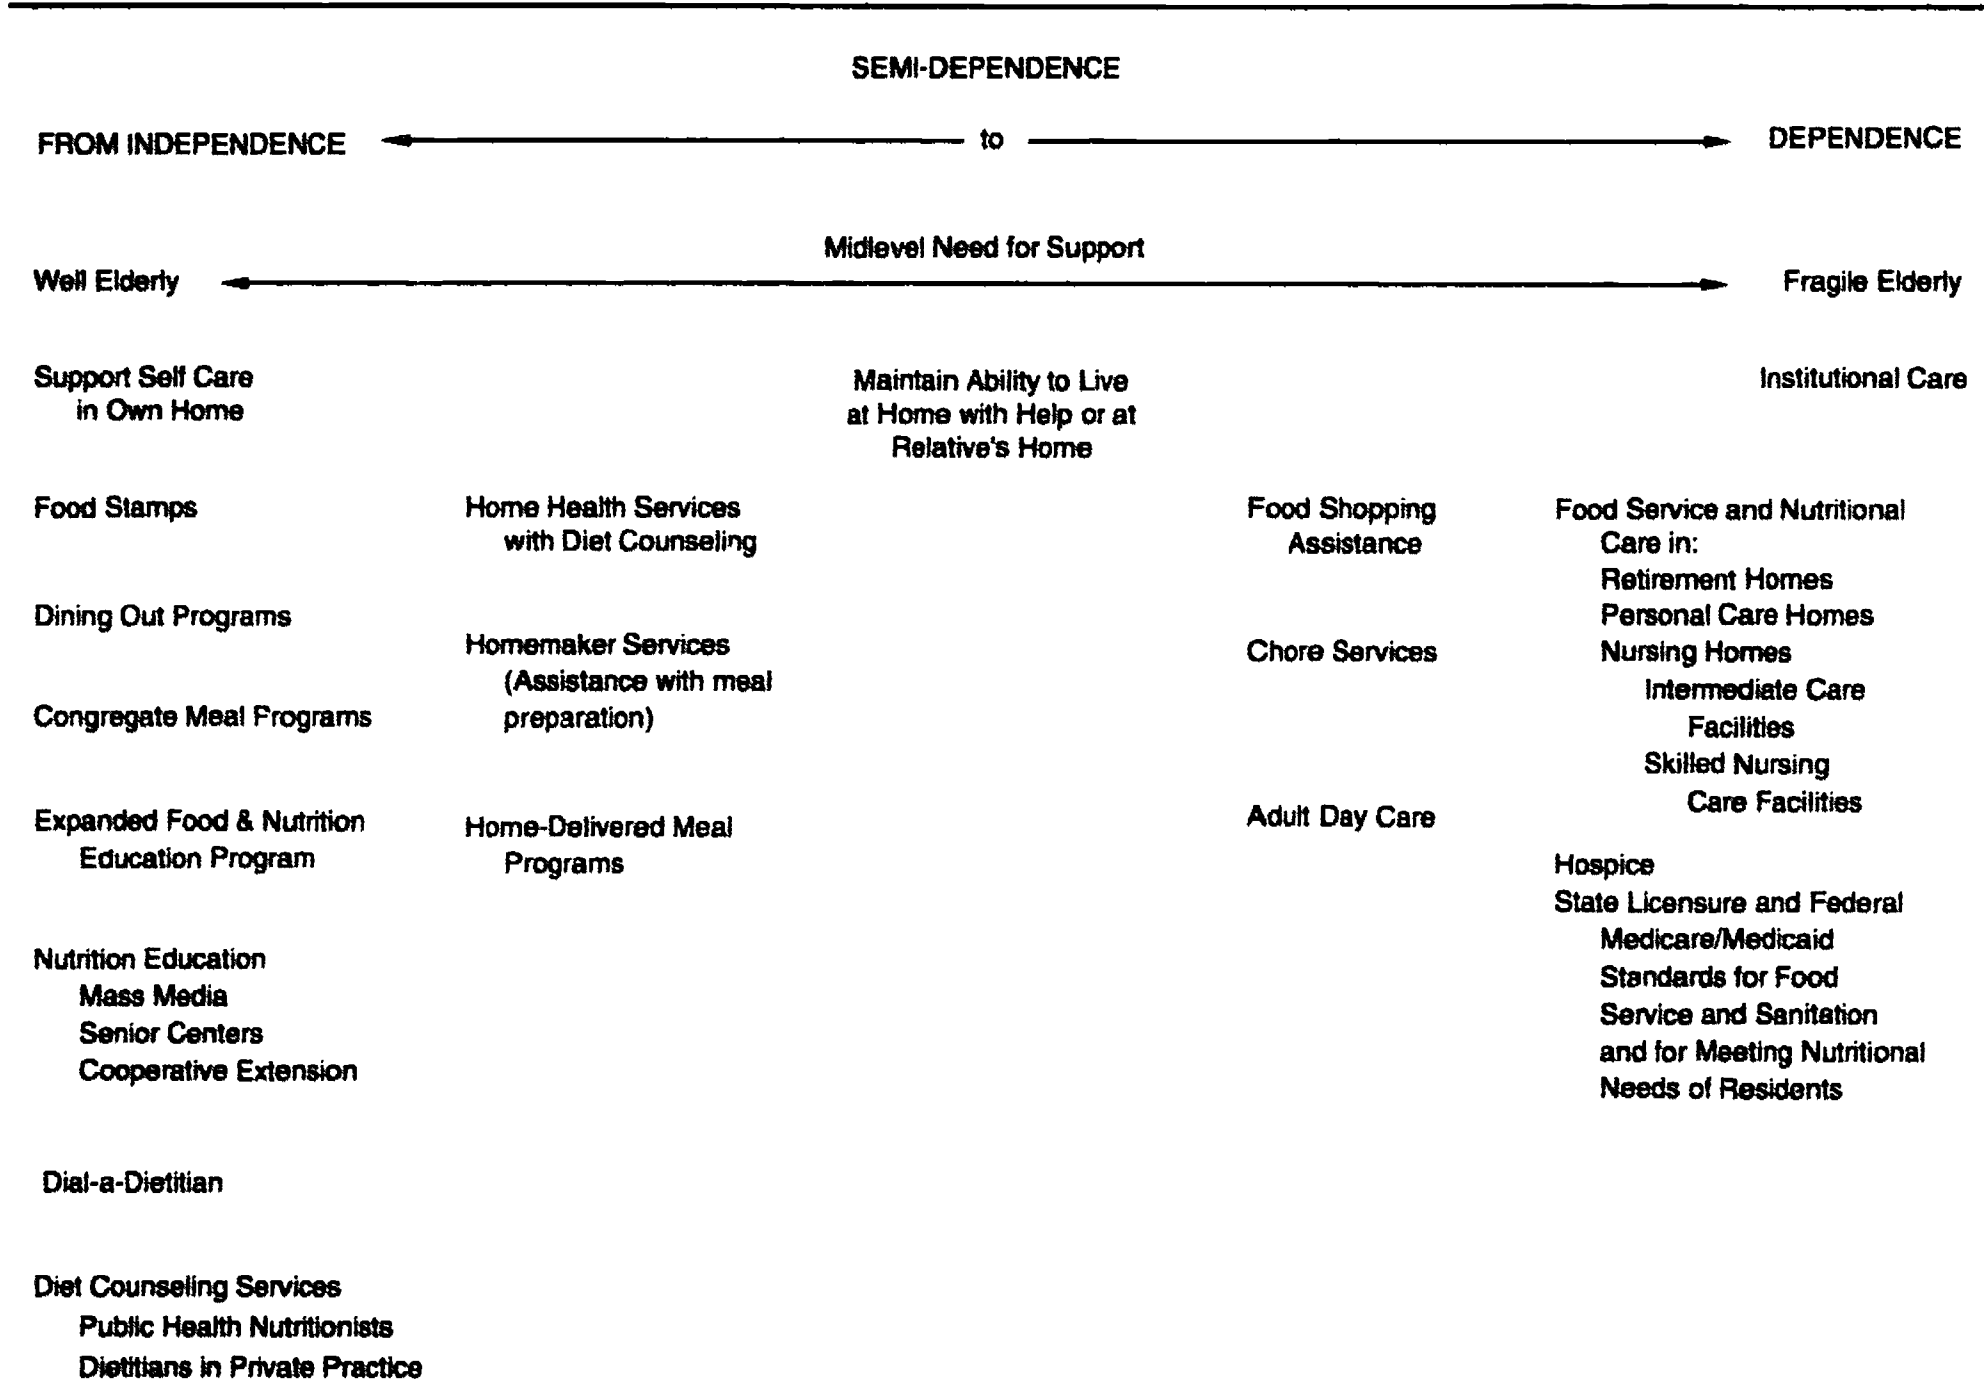 SEMI-DEPENDENCE
FROM INDEPENDENCE to DEPENDENCE
Midlevel Need for Support
Well Elderly Fragile Elderly
Support Self Care
in Own Home
Maintain Ability to Live
at Home with Help or at
Relative's Home
Institutional Care
Food Stamps
Dining Out Programs
Congregate Meal Programs
Expanded Food & Nutrition
Education Program
Nutrition Education
Mass Media
Senior Centers
Cooperative Extension
Dial-a-Dietitian
Diet Counseling Services
Public Health Nutritionists
Dietitians in Private Practice
Home Health Services
with Diet Counseling
Homemaker Services
(Assistance with meal
preparation)
Home-Delivered Meal
Programs
Food Shopping
Assistance
Chore Services
Adult Day Care
Food Service and Nutritional
Care in:
Retirement Homes
Personal Care Homes
Nursing Homes
Intermediate Care
Facilities
Skilled Nursing
Care Facilities
Hospice
State Licensure and Federal
Medicare/Medicaid
Standards for Food
Service and Sanitation
and for Meeting Nutritional
Needs of Residents